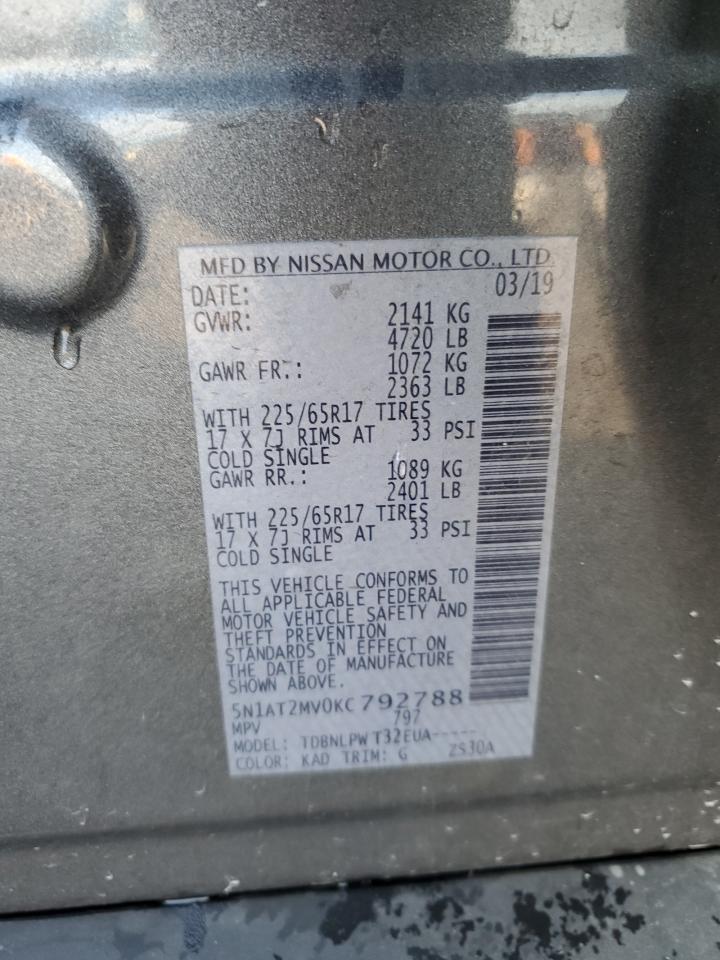 MFD BY NISSAN MOTOR CO., LTD.
DATE: 03/19
GVWR: 2141 KG
4720 LB
GAWR FR.: 1072 KG
2363 LB
WITH 225/65R17 TIRES
17 X 7J RIMS AT 33 PSI
COLD SINGLE
GAWR RR.: 1089 KG
2401 LB
WITH 225/65R17 TIRES
17 X 7J RIMS AT 33 PSI
COLD SINGLE
THIS VEHICLE CONFORMS TO
ALL APPLICABLE FEDERAL
MOTOR VEHICLE SAFETY AND
THEFT PREVENTION
STANDARDS IN EFFECT ON
THE DATE OF MANUFACTURE
SHOWN ABOVE.
5N1AT2MV0KC792788
MPV 797
MODEL: TDBNLPW T32EUA-----
COLOR: KAD TRIM: G ZS30A